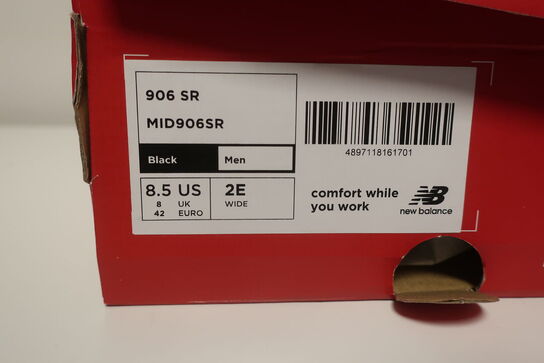 906 SR
MID906SR
Black Men
8.5 US 2E
8 UK WIDE
42 EURO
4897118161701
comfort while
you work
NB
new balance